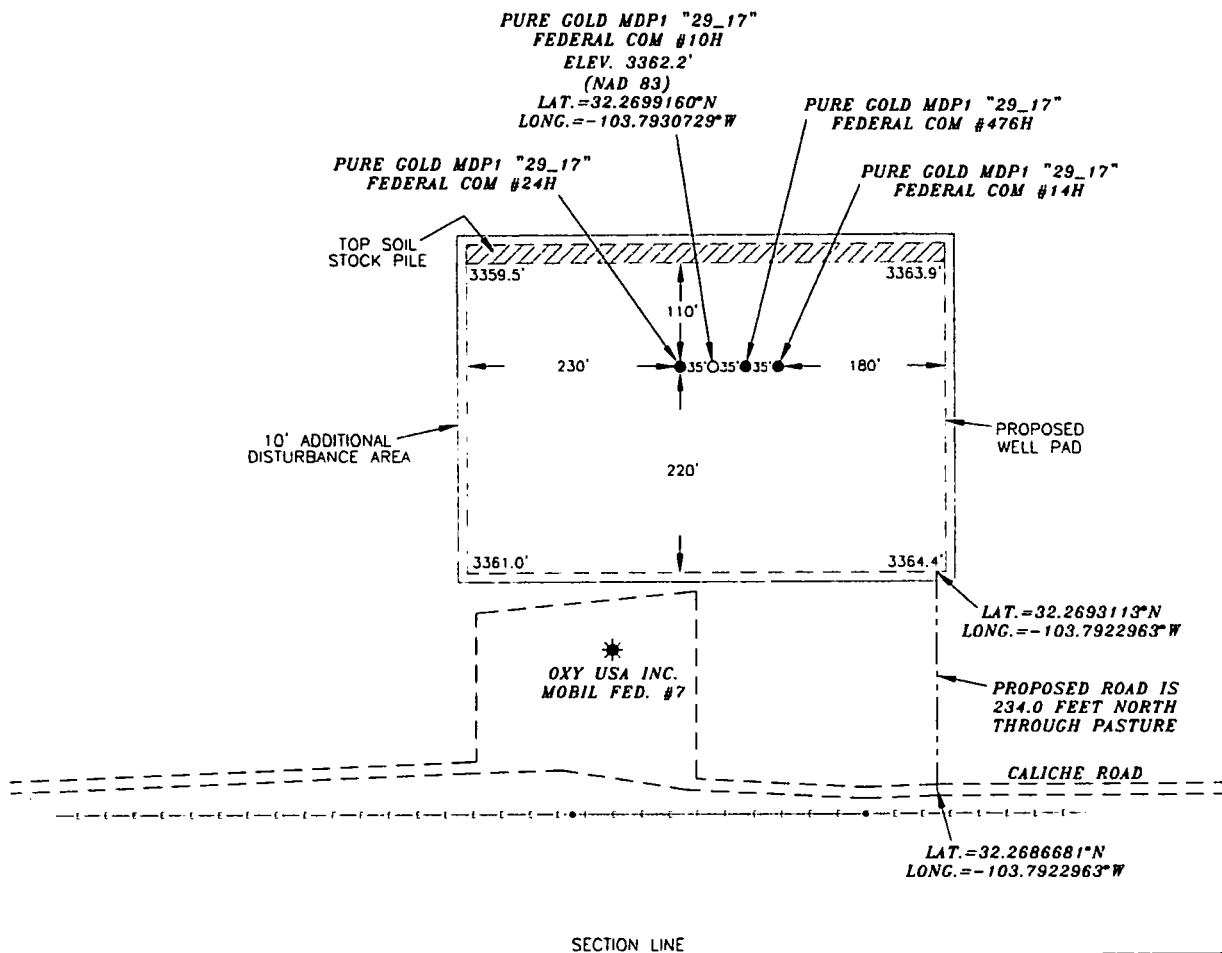 PURE GOLD MDP1 "29_17"
FEDERAL COM #10H
ELEV. 3362.2'
(NAD 83)
LAT.=32.2699160°N
LONG.=-103.7930729°W
PURE GOLD MDP1 "29_17"
FEDERAL COM #476H
PURE GOLD MDP1 "29_17"
FEDERAL COM #24H
PURE GOLD MDP1 "29_17"
FEDERAL COM #14H
TOP SOIL
STOCK PILE
3359.5'
3363.9'
110'
230'
35'
35'
35'
180'
10' ADDITIONAL
DISTURBANCE AREA
PROPOSED
WELL PAD
220'
3361.0'
3364.4'
LAT.=32.2693113°N
LONG.=-103.7922963°W
OXY USA INC.
MOBIL FED. #7
PROPOSED ROAD IS
234.0 FEET NORTH
THROUGH PASTURE
CALICHE ROAD
LAT.=32.2686681°N
LONG.=-103.7922963°W
SECTION LINE